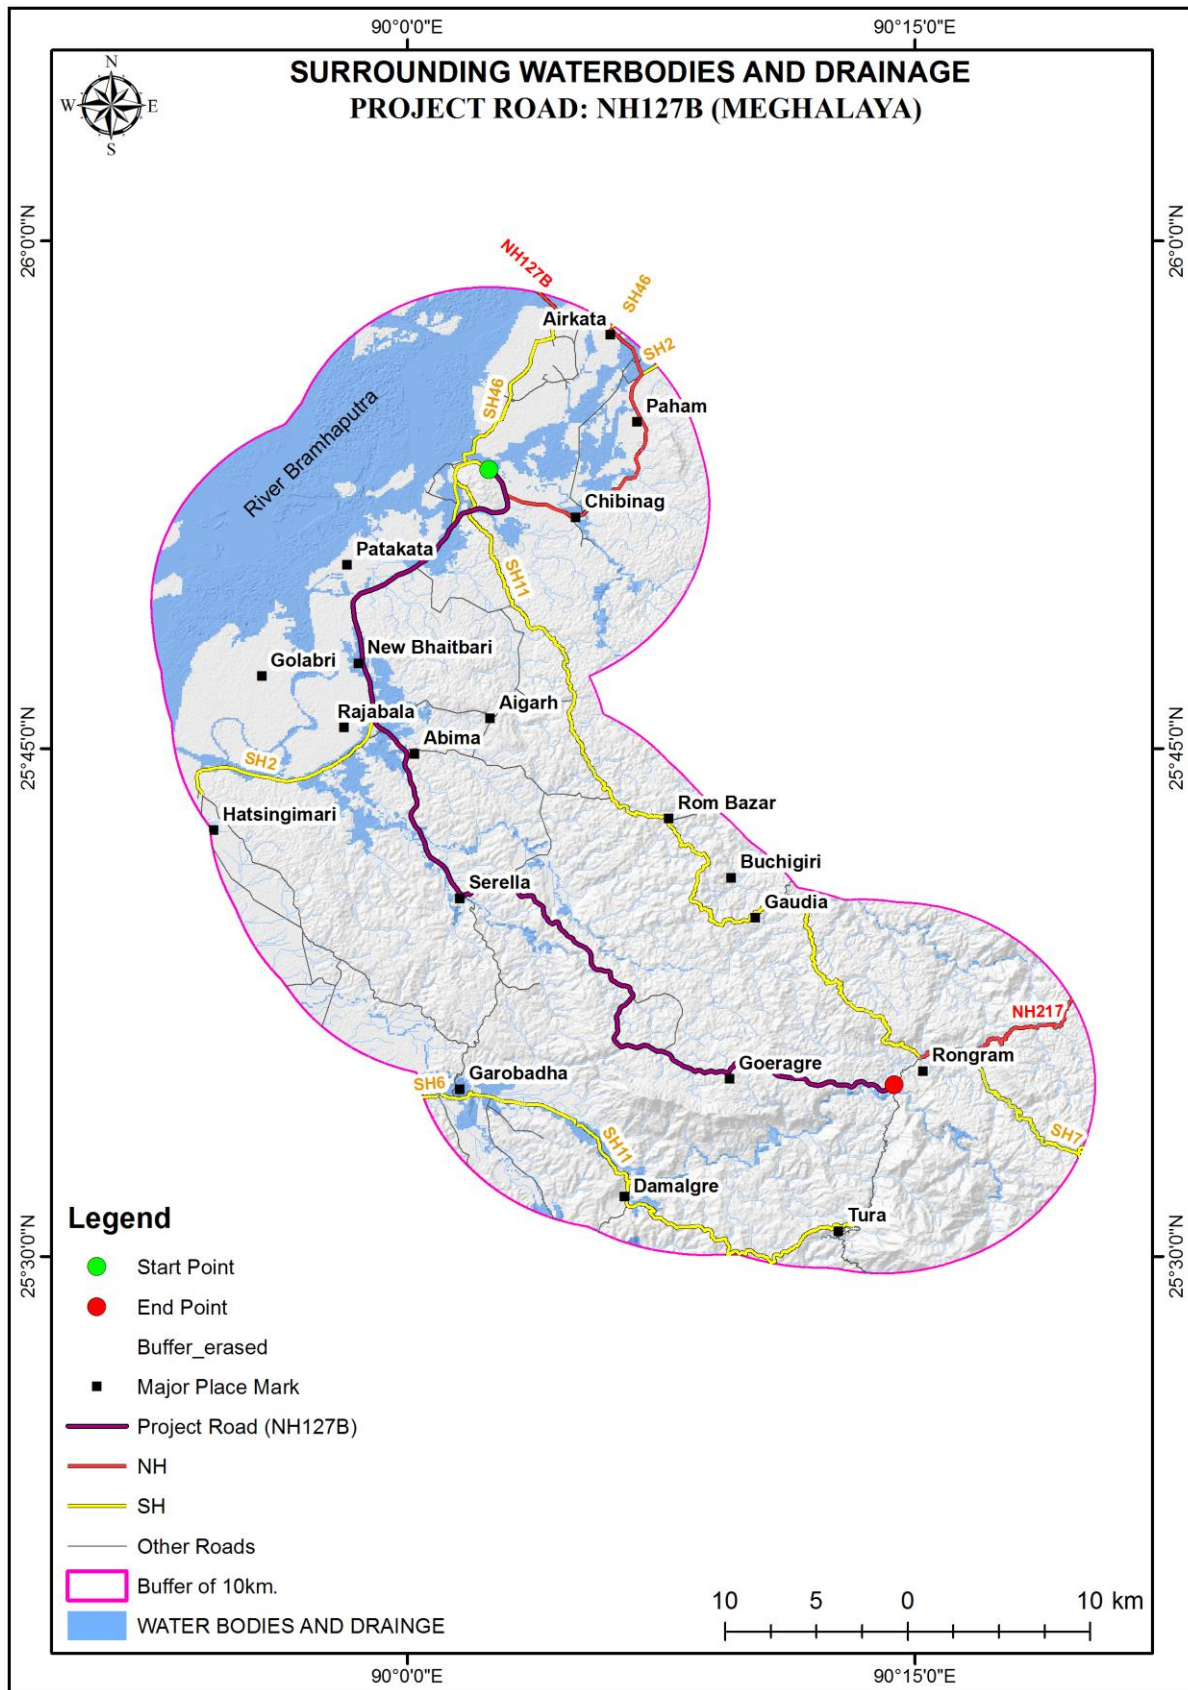 90°0'0"E
90°15'0"E
N
W
E
S
SURROUNDING WATERBODIES AND DRAINAGE
PROJECT ROAD: NH127B (MEGHALAYA)
26°0'0"N
26°0'0"N
NH127B
SH46
Airkata
SH2
SH46
Paham
River Bramhaputra
Chibinag
Patakata
SH11
New Bhaitbari
Golabri
Aigarh
Rajabala
Abima
25°45'0"N
25°45'0"N
SH2
Hatsingimari
Rom Bazar
Buchigiri
Serella
Gaudia
NH217
Rongram
Goeragre
SH6
Garobadha
SH11
SH7
Damalgre
Tura
25°30'0"N
25°30'0"N
Legend
Start Point
End Point
Buffer_erased
Major Place Mark
Project Road (NH127B)
NH
SH
Other Roads
Buffer of 10km.
WATER BODIES AND DRAINGE
10 5 0 10 km
90°0'0"E
90°15'0"E